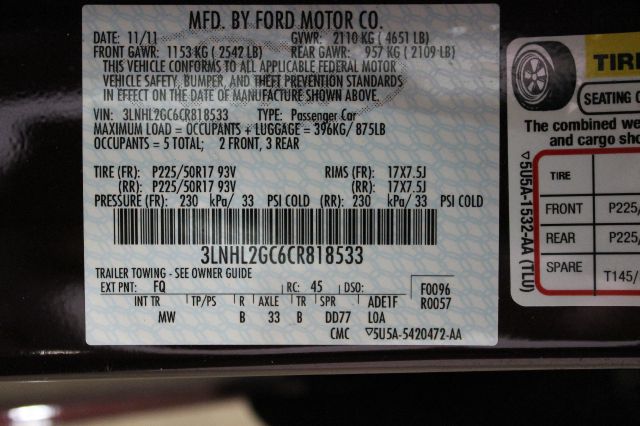 MFD. BY FORD MOTOR CO.
DATE: 11/11 GVWR: 2110 KG ( 4651 LB)
FRONT GAWR: 1153 KG ( 2542 LB) REAR GAWR: 957 KG ( 2109 LB)
THIS VEHICLE CONFORMS TO ALL APPLICABLE FEDERAL MOTOR
VEHICLE SAFETY, BUMPER, AND THEFT PREVENTION STANDARDS
IN EFFECT ON THE DATE OF MANUFACTURE SHOWN ABOVE.
VIN: 3LNHL2GC6CR818533 TYPE: Passenger Car
MAXIMUM LOAD = OCCUPANTS + LUGGAGE = 396KG/ 875LB
OCCUPANTS = 5 TOTAL; 2 FRONT, 3 REAR
TIRE (FR): P225/50R17 93V RIMS (FR): 17X7.5J
(RR): P225/50R17 93V (RR): 17X7.5J
PRESSURE (FR): 230 kPa/ 33 PSI COLD (RR): 230 kPa/ 33 PSI COLD
3LNHL2GC6CR818533
TRAILER TOWING - SEE OWNER GUIDE
EXT PNT: FQ RC: 45 DSO: F0096
R0057
INT TR TP/PS R AXLE TR SPR ADE1F
MW B 33 B DD77 L0A
CMC ▽5U5A-5420472-AA
TIR
SEATING
The combined we
and cargo sho
TIRE
FRONT P225/
REAR P225/
SPARE T145/
▽5U5A-1532-AA (TLU)